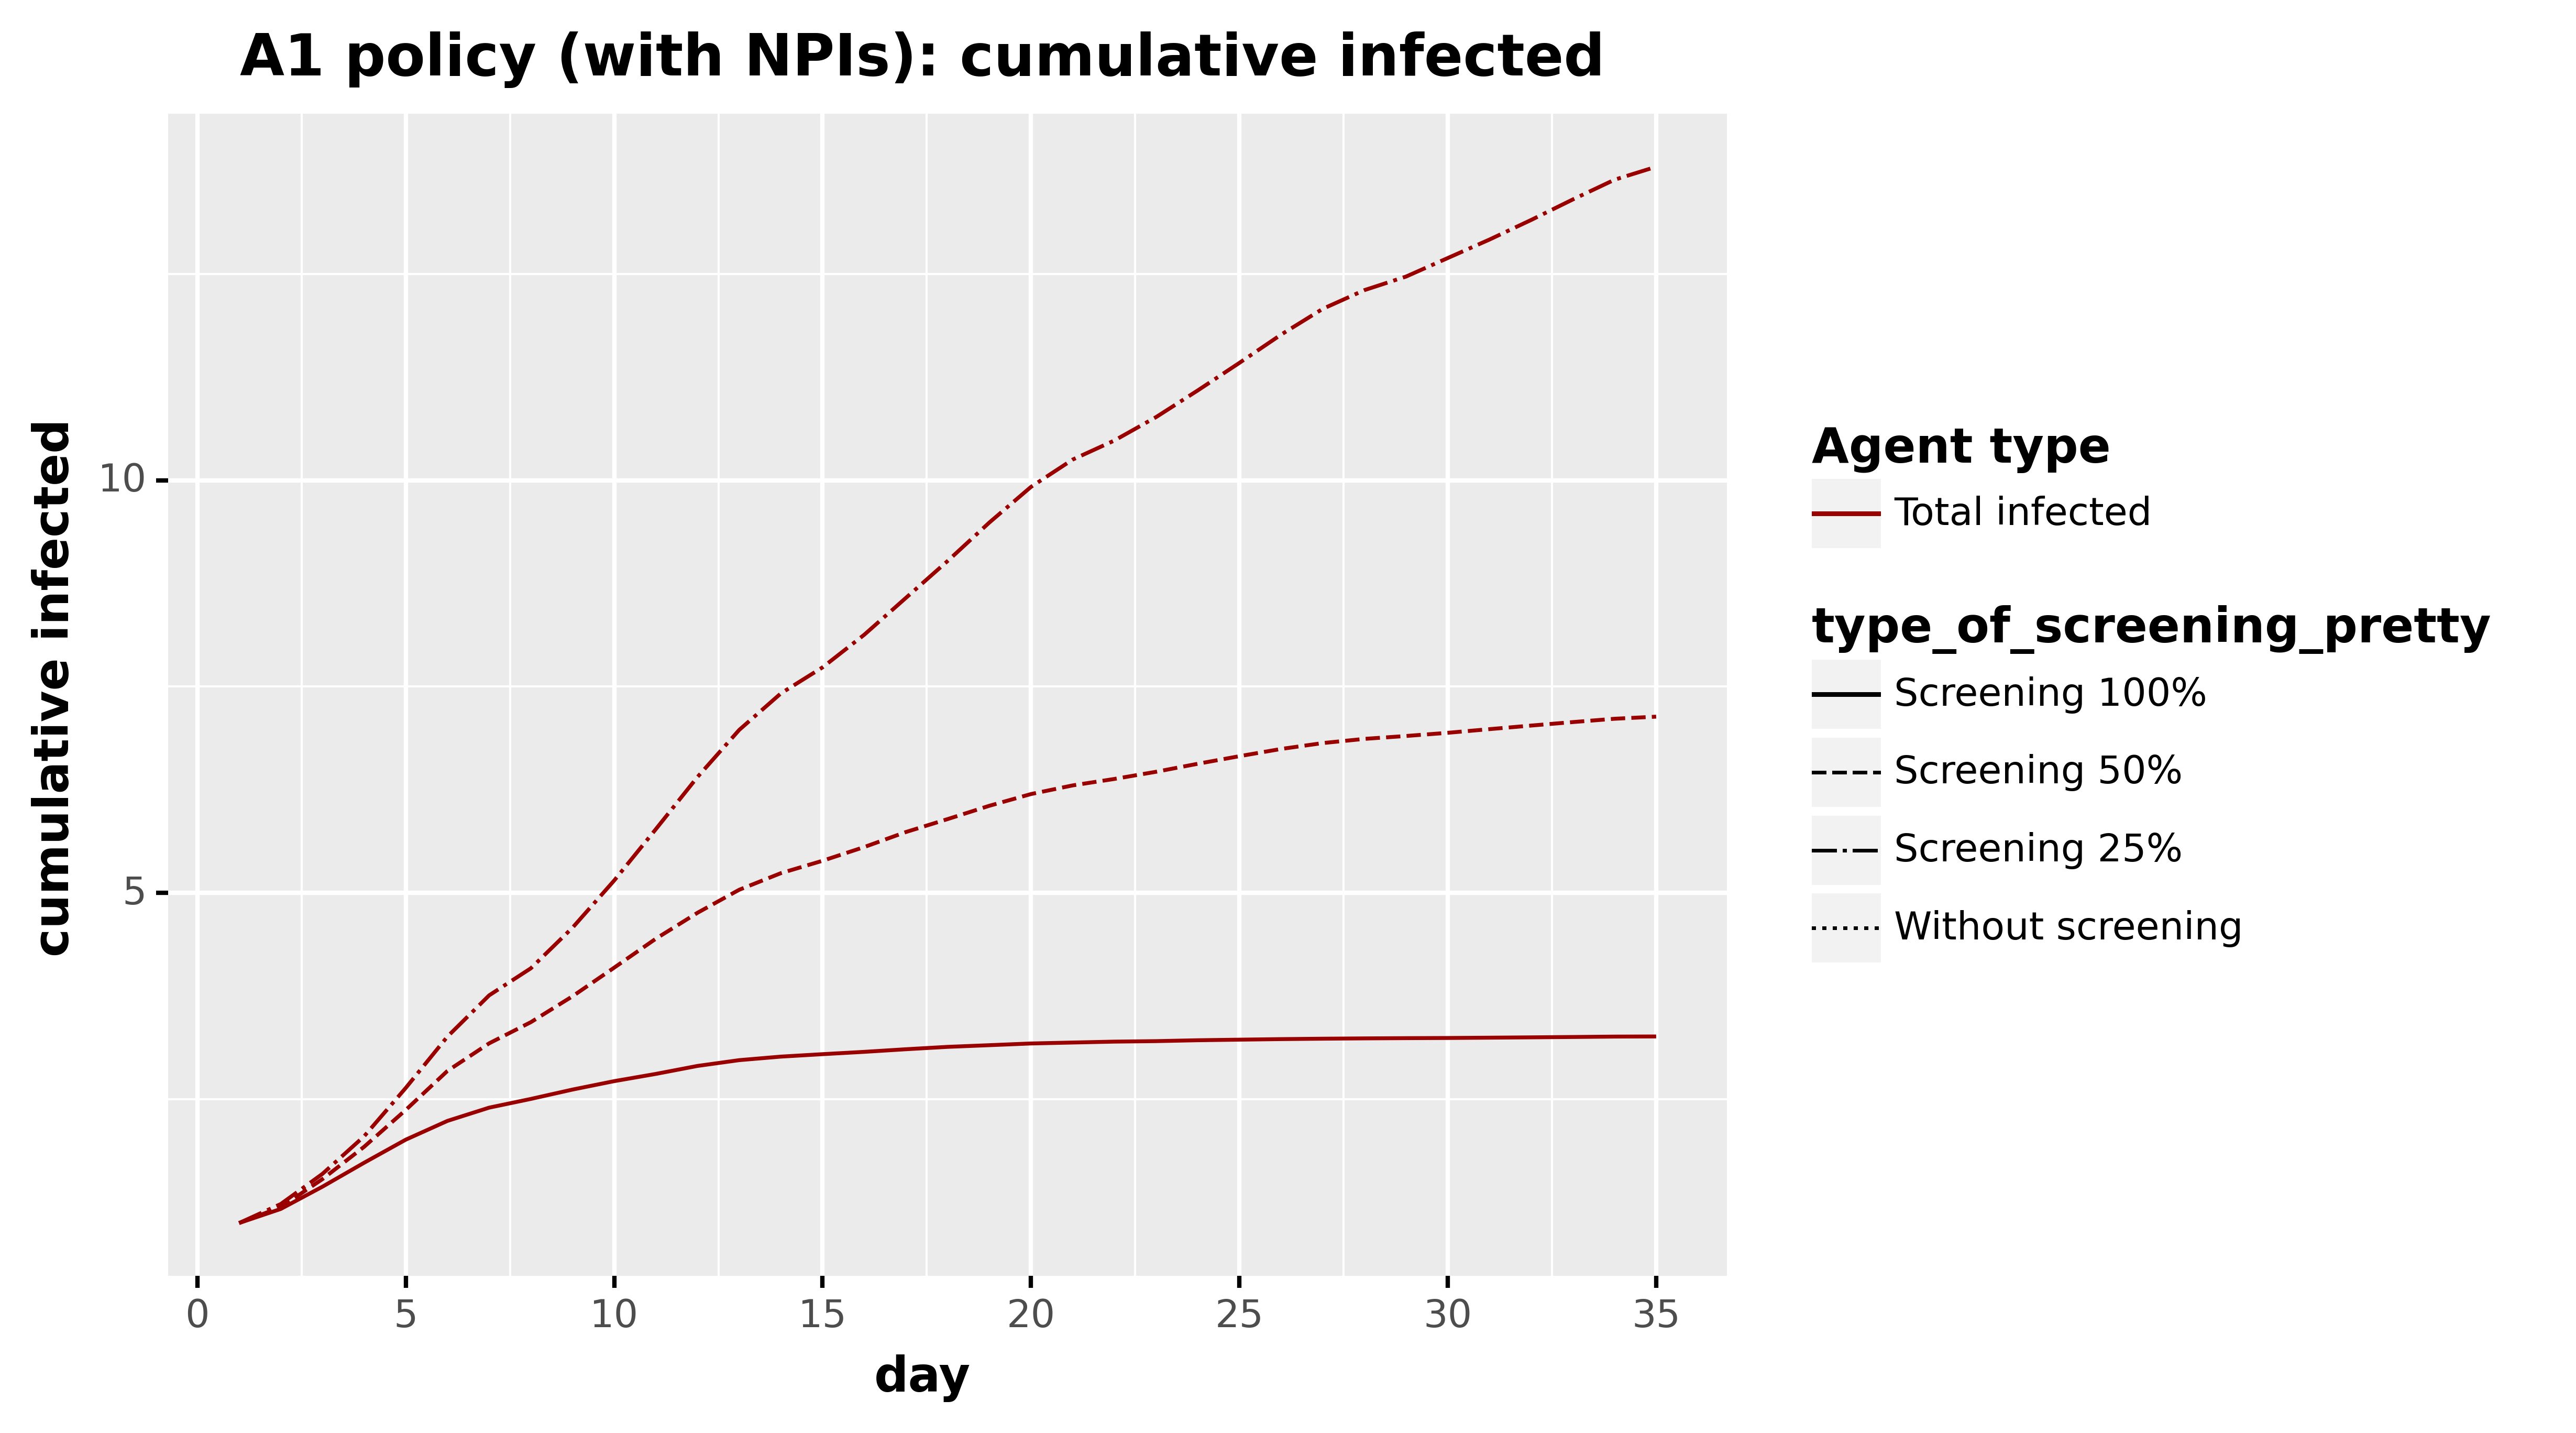 A1 policy (with NPIs): cumulative infected
cumulative infected
10
5
0 5 10 15 20 25 30 35
day
Agent type
Total infected
type_of_screening_pretty
Screening 100%
Screening 50%
Screening 25%
Without screening